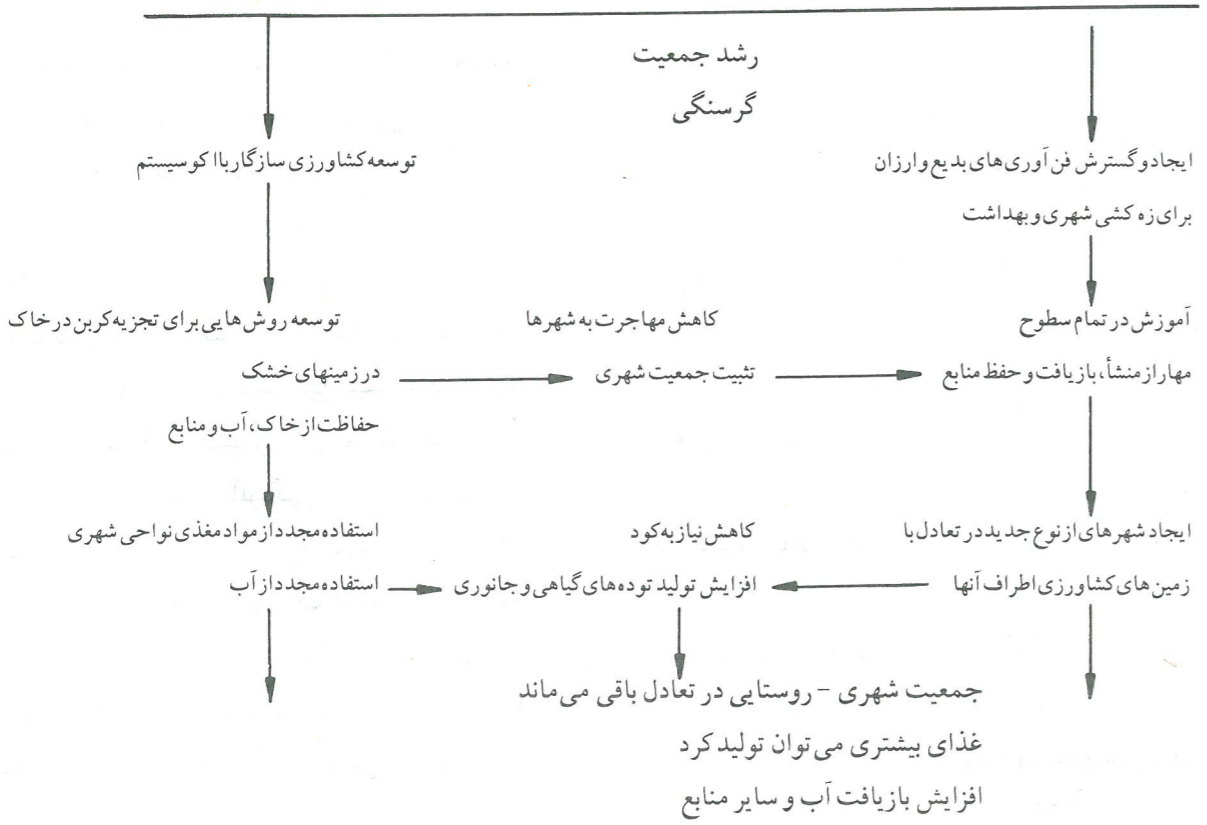 رشد جمعیت
گرسنگی
ایجاد و گسترش فن آوری های بدیع و ارزان
برای زه کشی شهری و بهداشت
توسعه کشاورزی سازگار با اکوسیستم
آموزش در تمام سطوح
مهار از منشأ، بازیافت و حفظ منابع
کاهش مهاجرت به شهرها
تثبیت جمعیت شهری
توسعه روش هایی برای تجزیه کربن در خاک
در زمینهای خشک
حفاظت از خاک، آب و منابع
ایجاد شهرهای از نوع جدید در تعادل با
زمین های کشاورزی اطراف آنها
کاهش نیاز به کود
افزایش تولید توده های گیاهی و جانوری
استفاده مجدد از مواد مغذی نواحی شهری
استفاده مجدد از آب
جمعیت شهری – روستایی در تعادل باقی می ماند
غذای بیشتری می توان تولید کرد
افزایش بازیافت آب و سایر منابع